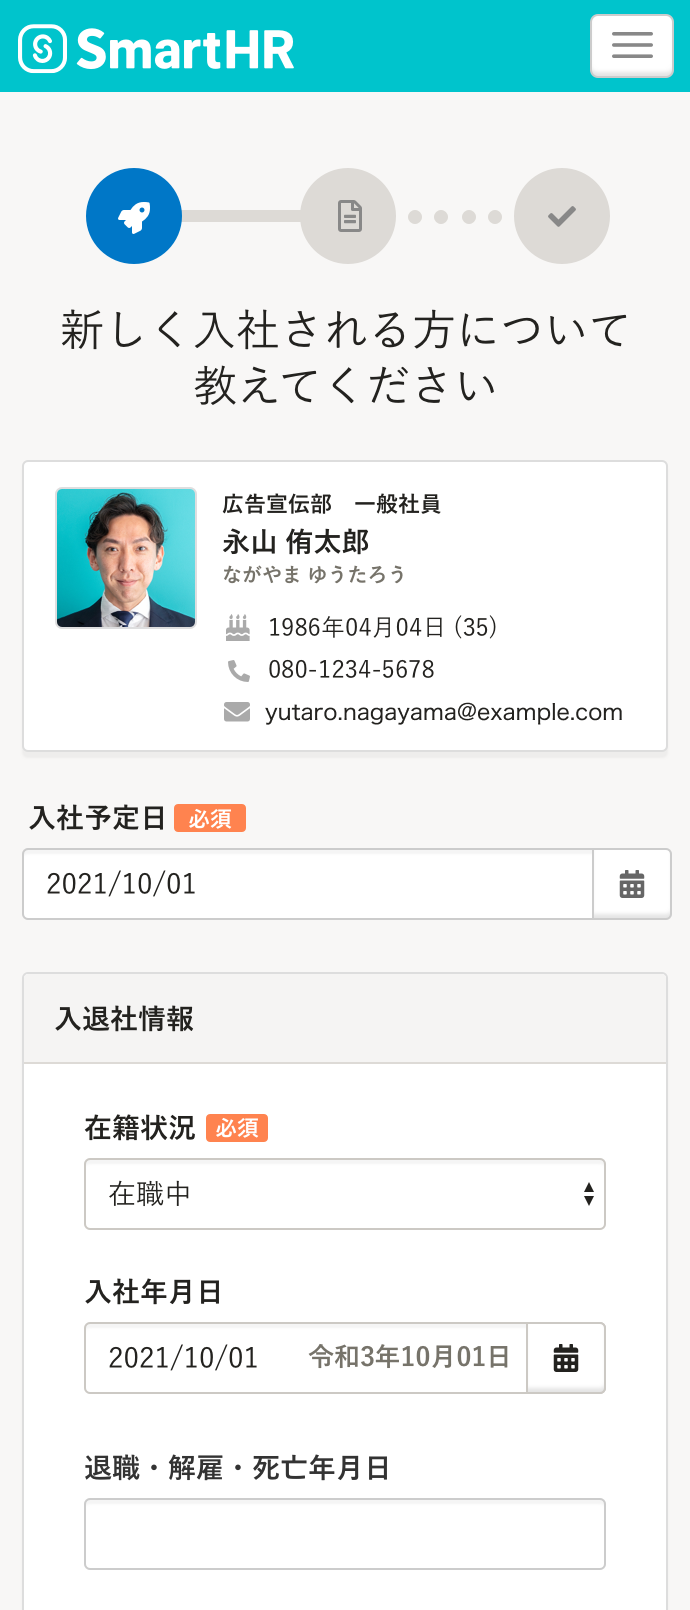 SmartHR
新しく入社される方について
教えてください
広告宣伝部　一般社員
永山 侑太郎
ながやま ゆうたろう
1986年04月04日 (35)
080-1234-5678
yutaro.nagayama@example.com
入社予定日 必須
2021/10/01
入退社情報
在籍状況 必須
在職中
入社年月日
2021/10/01 令和3年10月01日
退職・解雇・死亡年月日